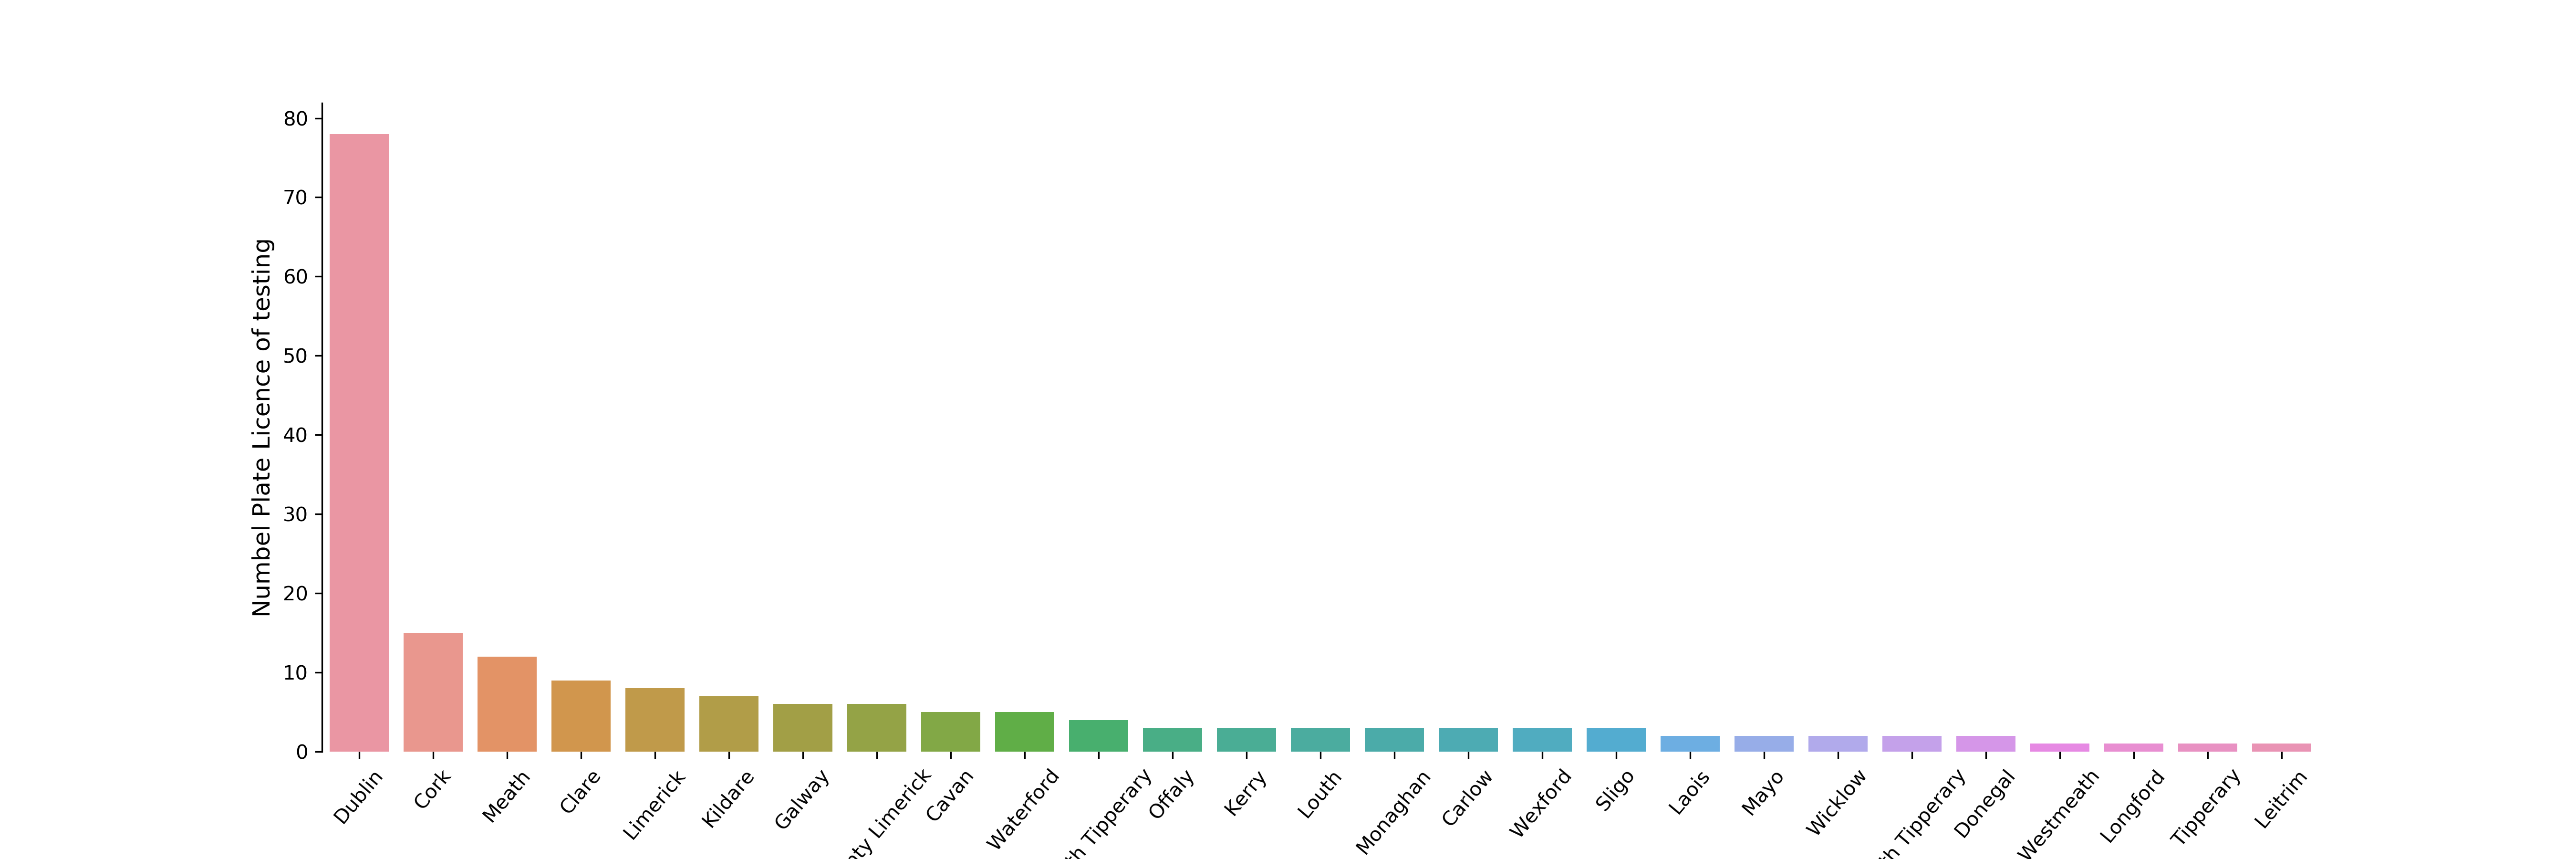 Numbel Plate Licence of testing
80
70
60
50
40
30
20
10
0
Dublin
Cork
Meath
Clare
Limerick
Kildare
Galway
Limerick
Cavan
Waterford
Tipperary
Offaly
Kerry
Louth
Monaghan
Carlow
Wexford
Sligo
Laois
Mayo
Wicklow
Tipperary
Donegal
Westmeath
Longford
Tipperary
Leitrim